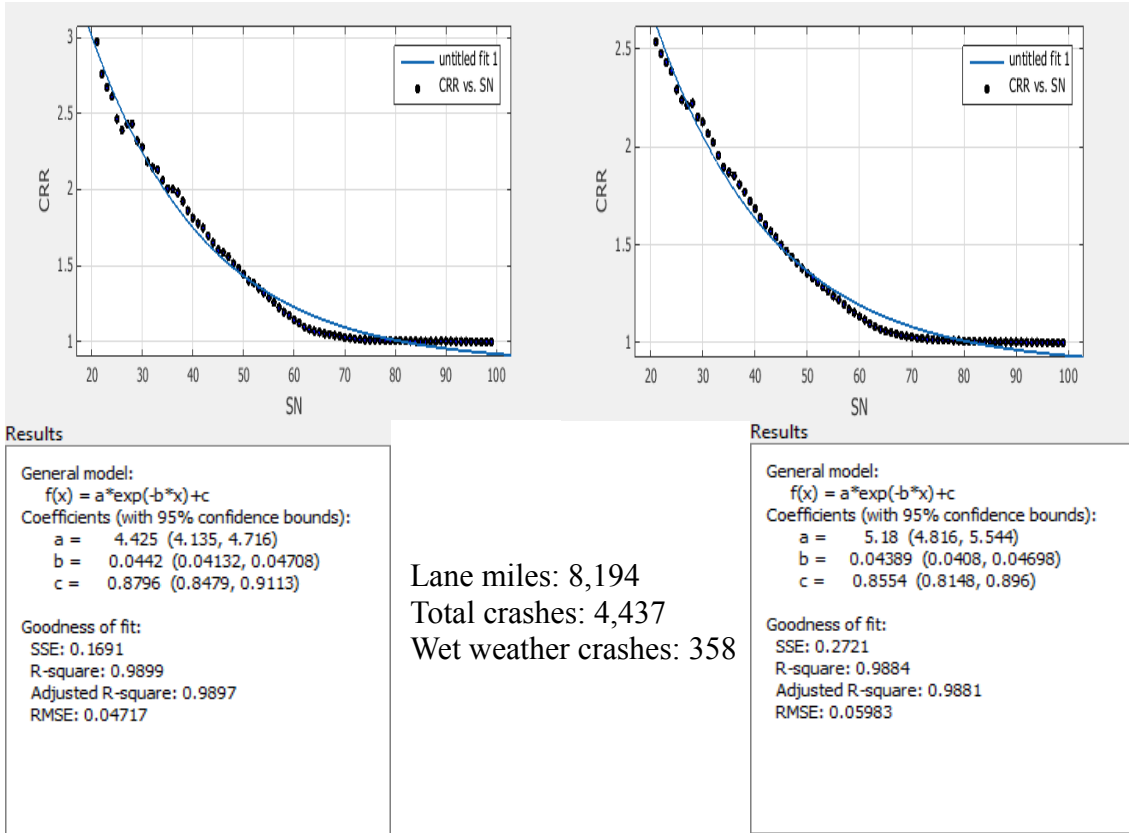 3
2.5
2
1.5
1
CRR
20 30 40 50 60 70 80 90 100
SN
untitled fit 1
CRR vs. SN
2.5
2
1.5
1
CRR
20 30 40 50 60 70 80 90 100
SN
untitled fit 1
CRR vs. SN
Results
General model:
f(x) = a*exp(-b*x)+c
Coefficients (with 95% confidence bounds):
a = 4.425 (4.135, 4.716)
b = 0.0442 (0.04132, 0.04708)
c = 0.8796 (0.8479, 0.9113)
Goodness of fit:
SSE: 0.1691
R-square: 0.9899
Adjusted R-square: 0.9897
RMSE: 0.04717
Lane miles: 8,194
Total crashes: 4,437
Wet weather crashes: 358
Results
General model:
f(x) = a*exp(-b*x)+c
Coefficients (with 95% confidence bounds):
a = 5.18 (4.816, 5.544)
b = 0.04389 (0.0408, 0.04698)
c = 0.8554 (0.8148, 0.896)
Goodness of fit:
SSE: 0.2721
R-square: 0.9884
Adjusted R-square: 0.9881
RMSE: 0.05983